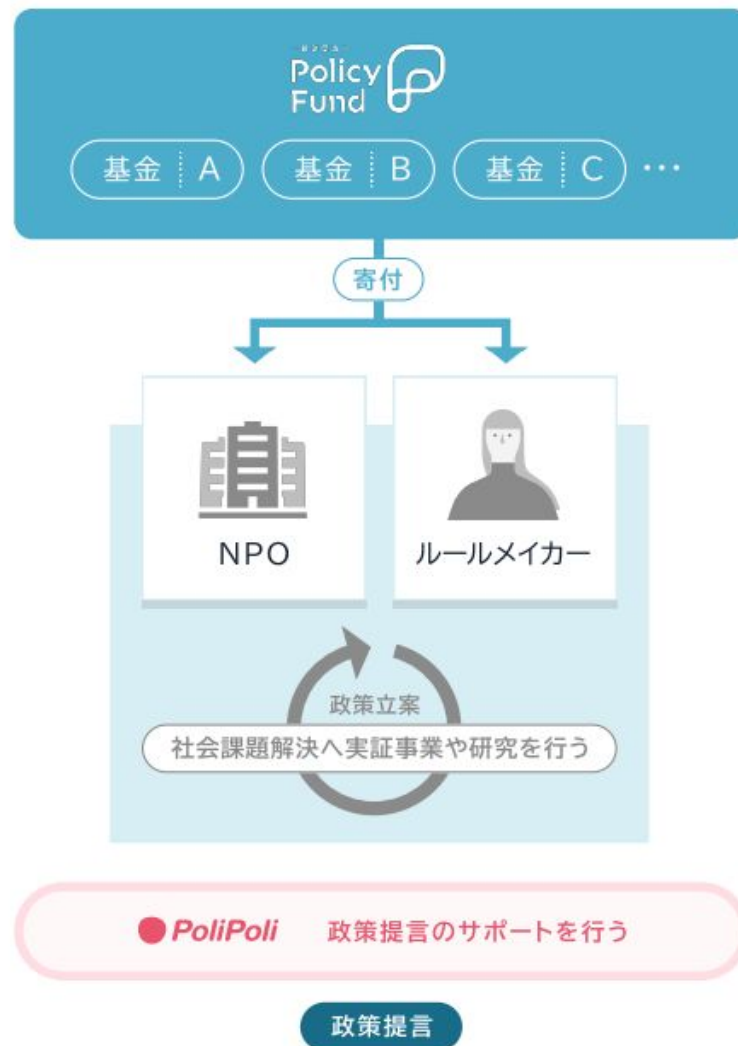 Policy
Fund
基金 A
基金 B
基金 C
…
寄付
NPO
ルールメイカー
政策立案
社会課題解決へ実証事業や研究を行う
PoliPoli 政策提言のサポートを行う
政策提言